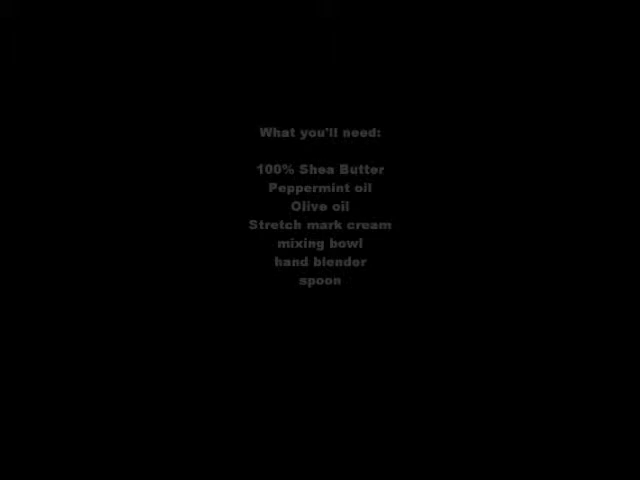 What you'll need:
100% Shea Butter
Peppermint oil
Olive oil
Stretch mark cream
mixing bowl
hand blender
spoon